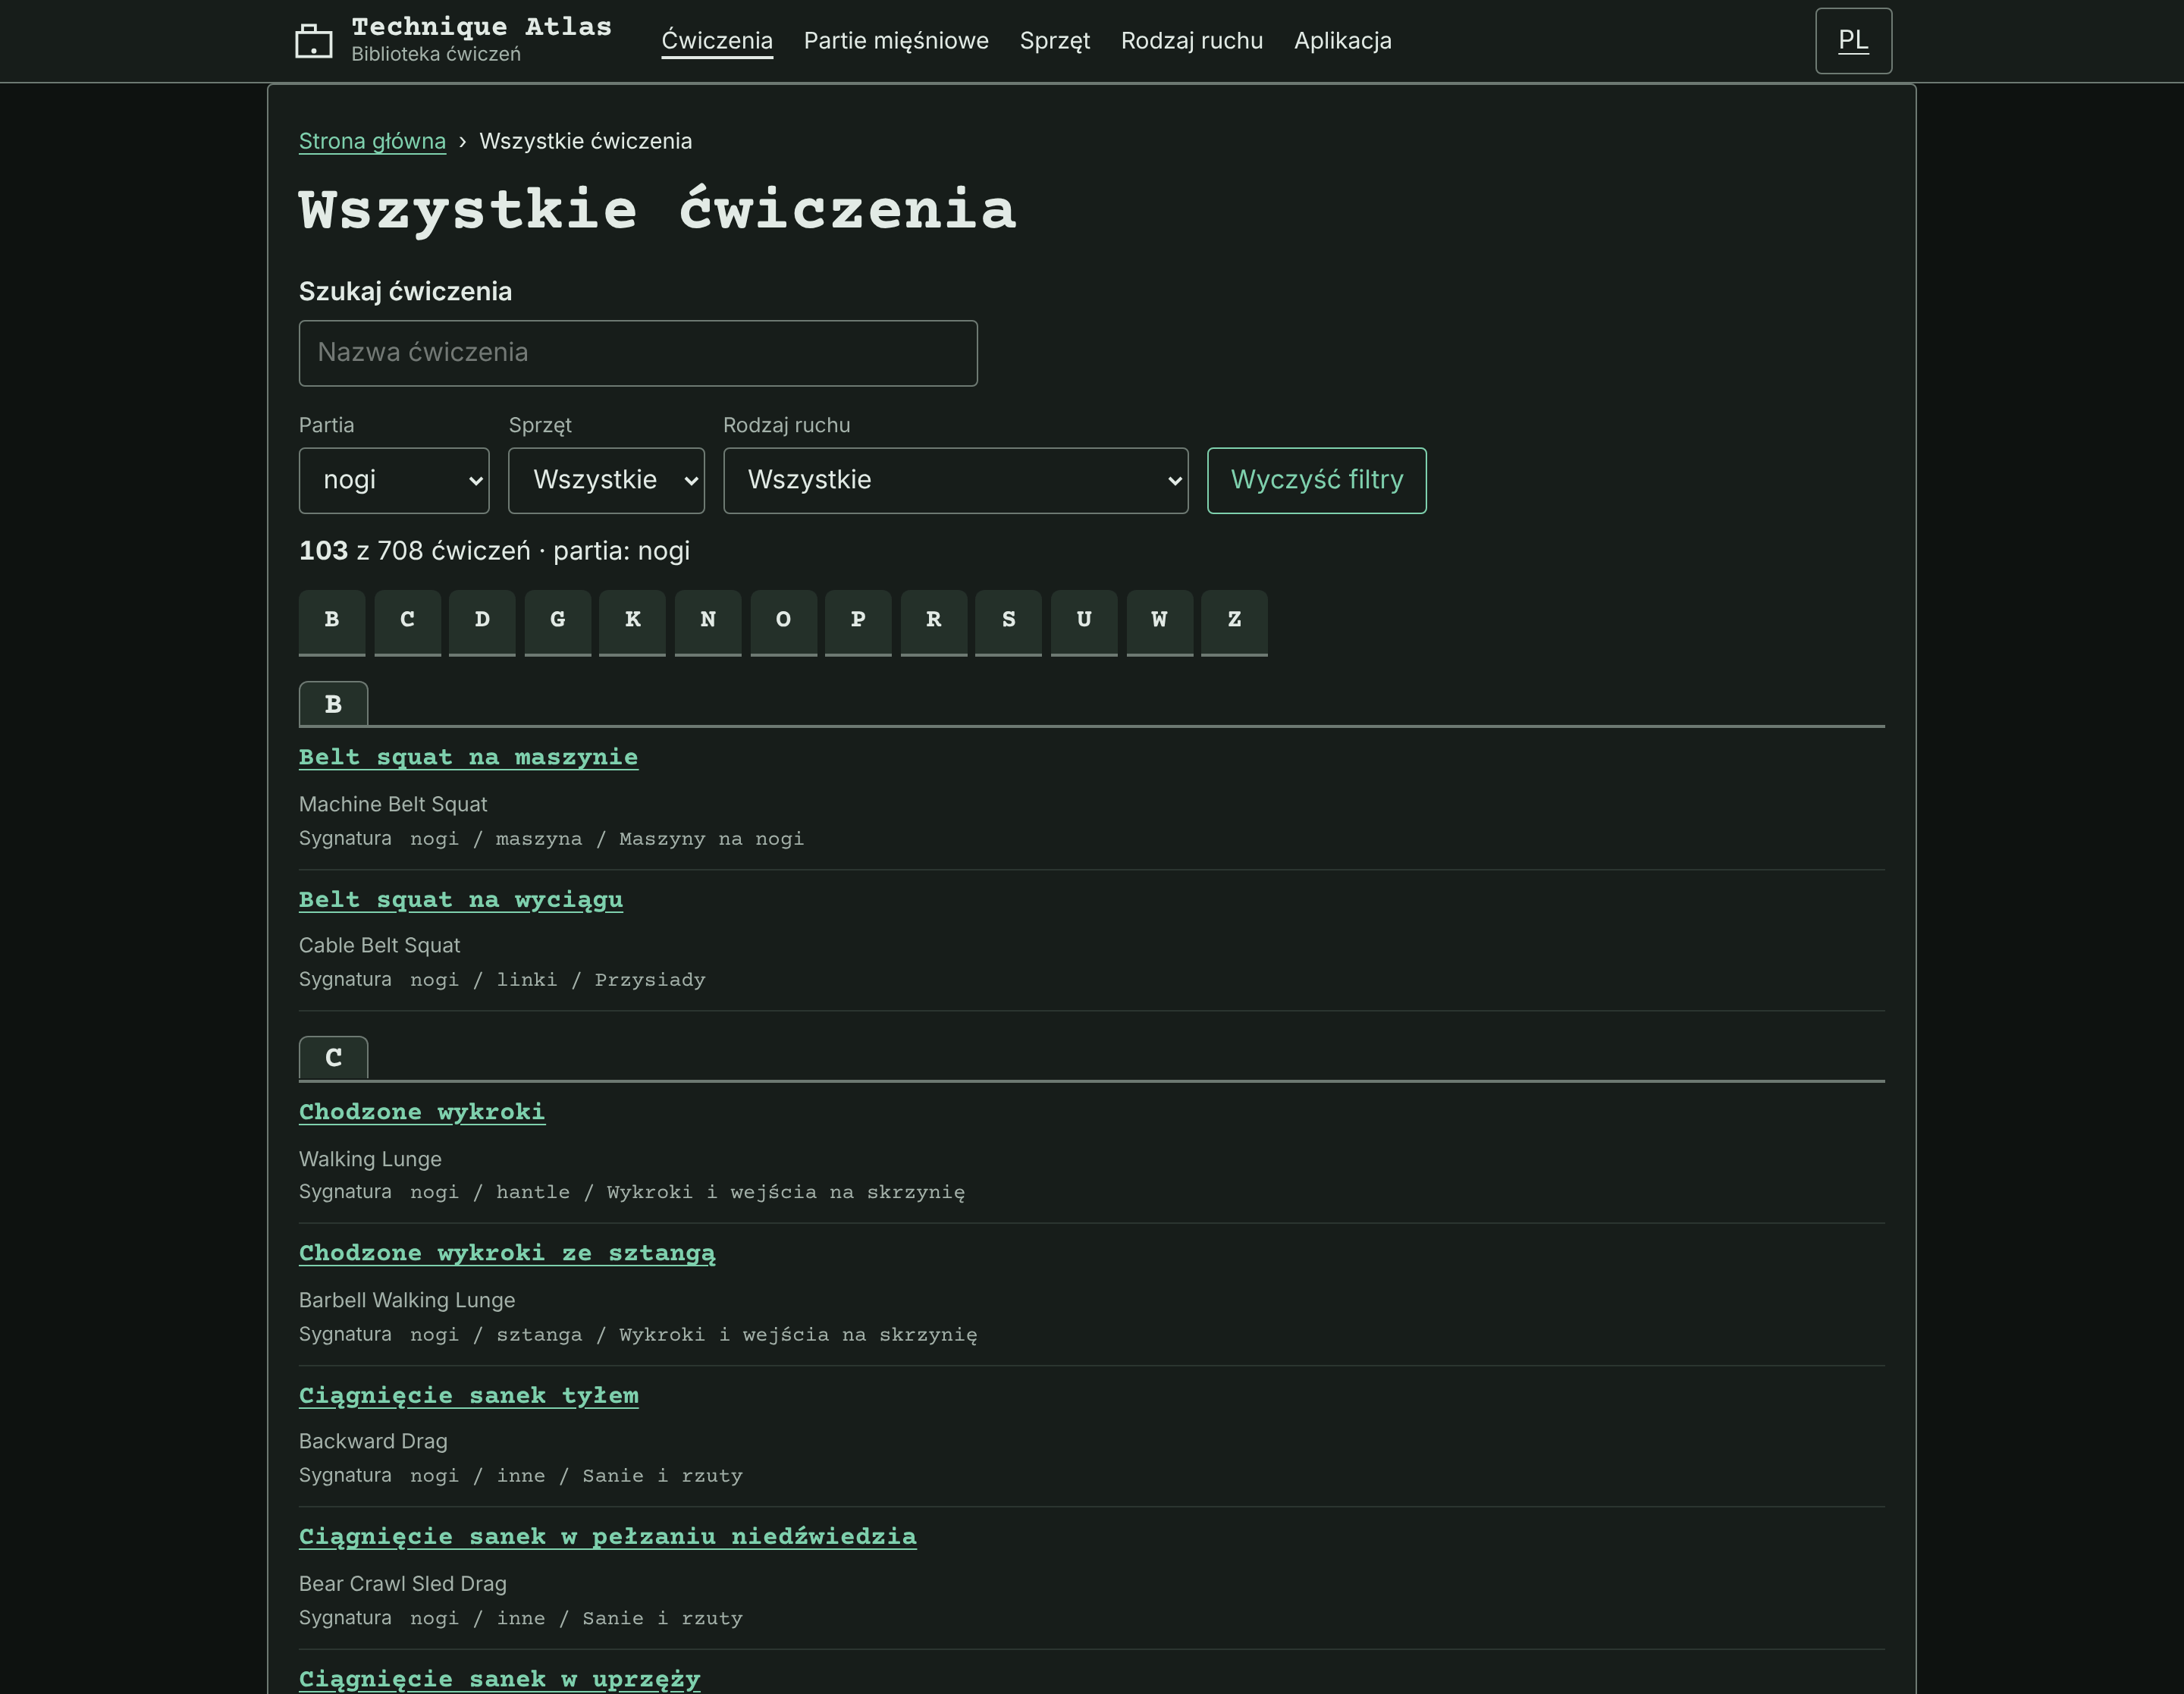 Technique Atlas
Biblioteka ćwiczeń
Ćwiczenia Partie mięśniowe Sprzęt Rodzaj ruchu Aplikacja
PL
Strona główna › Wszystkie ćwiczenia
Wszystkie ćwiczenia
Szukaj ćwiczenia
Nazwa ćwiczenia
Partia Sprzęt Rodzaj ruchu
nogi Wszystkie Wszystkie Wyczyść filtry
103 z 708 ćwiczeń · partia: nogi
B C D G K N O P R S U W Z
B
Belt squat na maszynie
Machine Belt Squat
Sygnatura nogi / maszyna / Maszyny na nogi
Belt squat na wyciągu
Cable Belt Squat
Sygnatura nogi / linki / Przysiady
C
Chodzone wykroki
Walking Lunge
Sygnatura nogi / hantle / Wykroki i wejścia na skrzynię
Chodzone wykroki ze sztangą
Barbell Walking Lunge
Sygnatura nogi / sztanga / Wykroki i wejścia na skrzynię
Ciągnięcie sanek tyłem
Backward Drag
Sygnatura nogi / inne / Sanie i rzuty
Ciągnięcie sanek w pełzaniu niedźwiedzia
Bear Crawl Sled Drag
Sygnatura nogi / inne / Sanie i rzuty
Ciągnięcie sanek w uprzęży